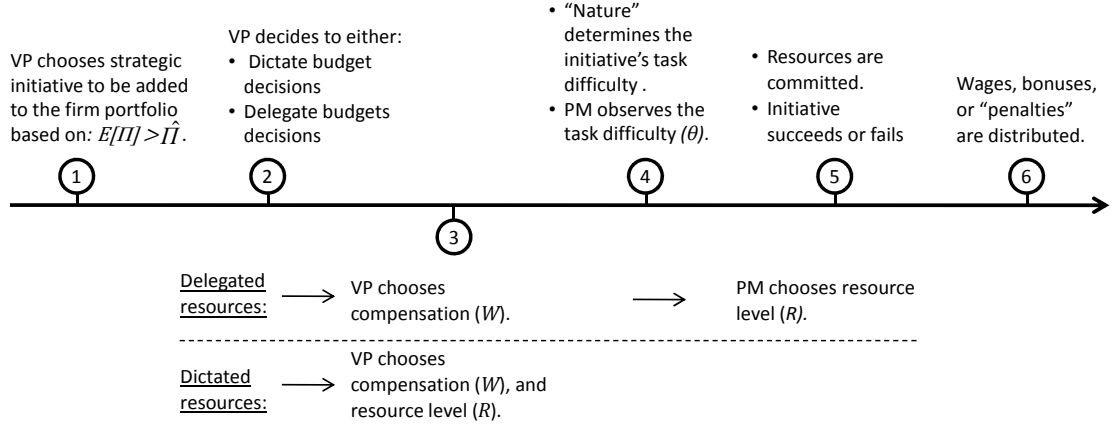 VP chooses strategic
initiative to be added
to the firm portfolio
based on: E[Π] > Π̂.
VP decides to either:
• Dictate budget
decisions
• Delegate budgets
decisions
• “Nature”
determines the
initiative’s task
difficulty .
• PM observes the
task difficulty (θ).
• Resources are
committed.
• Initiative
succeeds or fails
Wages, bonuses,
or “penalties”
are distributed.
1
2
3
4
5
6
Delegated
resources:
VP chooses
compensation (W).
PM chooses resource
level (R).
Dictated
resources:
VP chooses
compensation (W), and
resource level (R).